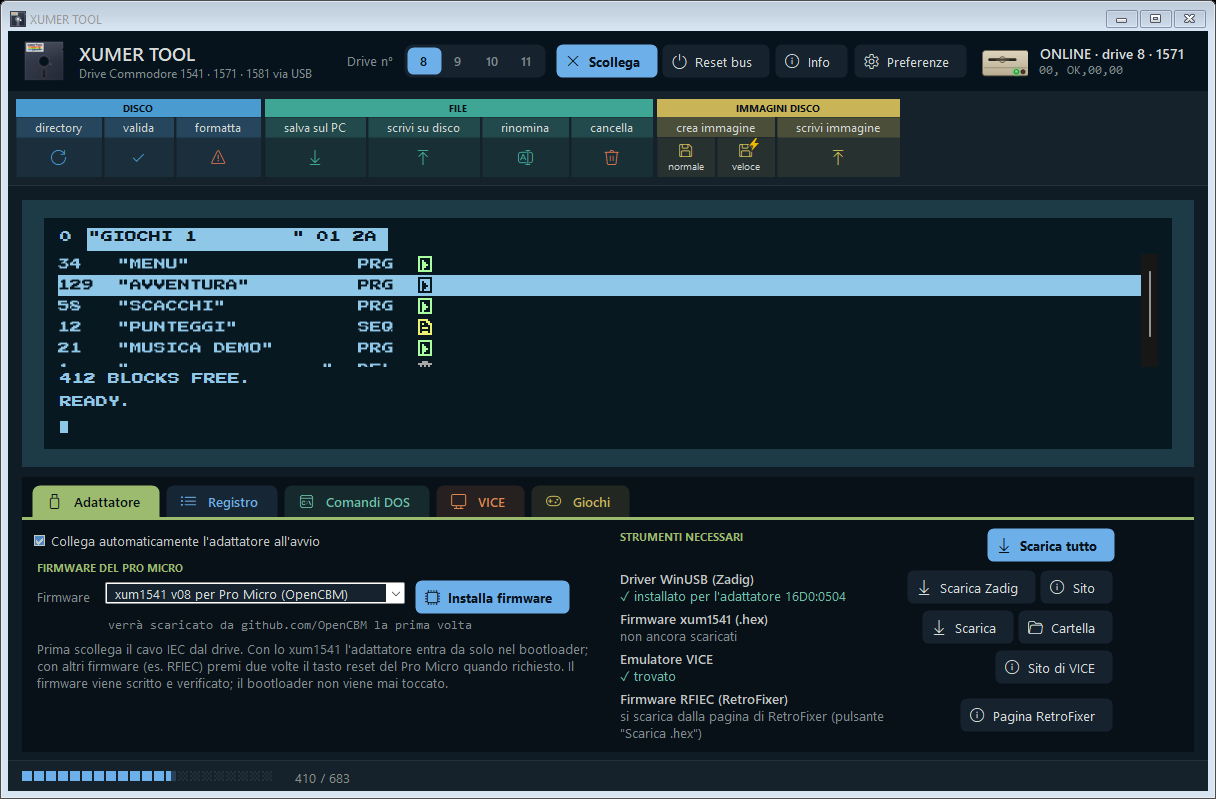 XUMER TOOL
XUMER TOOL
Drive Commodore 1541 · 1571 · 1581 via USB
Drive n° 8 9 10 11
Scollega
Reset bus
Info
Preferenze
ONLINE · drive 8 · 1571
00, OK,00,00
DISCO
directory valida formatta
FILE
salva sul PC scrivi su disco rinomina cancella
IMMAGINI DISCO
crea immagine scrivi immagine
normale veloce
0 "GIOCHI 1 " 01 2A
34 "MENU" PRG
129 "AVVENTURA" PRG
58 "SCACCHI" PRG
12 "PUNTEGGI" SEQ
21 "MUSICA DEMO" PRG
412 BLOCKS FREE.
READY.
Adattatore Registro Comandi DOS VICE Giochi
Collega automaticamente l'adattatore all'avvio
FIRMWARE DEL PRO MICRO
Firmware xum1541 v08 per Pro Micro (OpenCBM) Installa firmware
verrà scaricato da github.com/OpenCBM la prima volta
Prima scollega il cavo IEC dal drive. Con lo xum1541 l'adattatore entra da solo nel bootloader;
con altri firmware (es. RFIEC) premi due volte il tasto reset del Pro Micro quando richiesto. Il
firmware viene scritto e verificato; il bootloader non viene mai toccato.
STRUMENTI NECESSARI
Scarica tutto
Driver WinUSB (Zadig)
✓ installato per l'adattatore 16D0:0504
Scarica Zadig Sito
Firmware xum1541 (.hex)
non ancora scaricati
Scarica Cartella
Emulatore VICE
✓ trovato
Sito di VICE
Firmware RFIEC (RetroFixer)
si scarica dalla pagina di RetroFixer (pulsante
"Scarica .hex")
Pagina RetroFixer
410 / 683